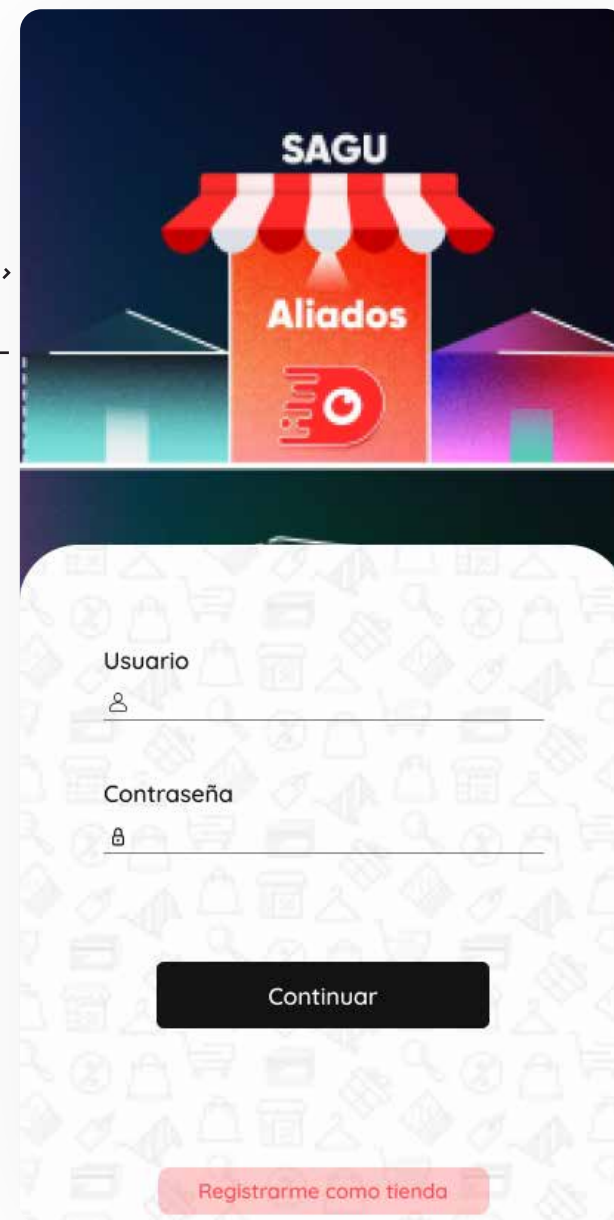 SAGU
Aliados
Usuario
Contraseña
Continuar
Registrarme como tienda